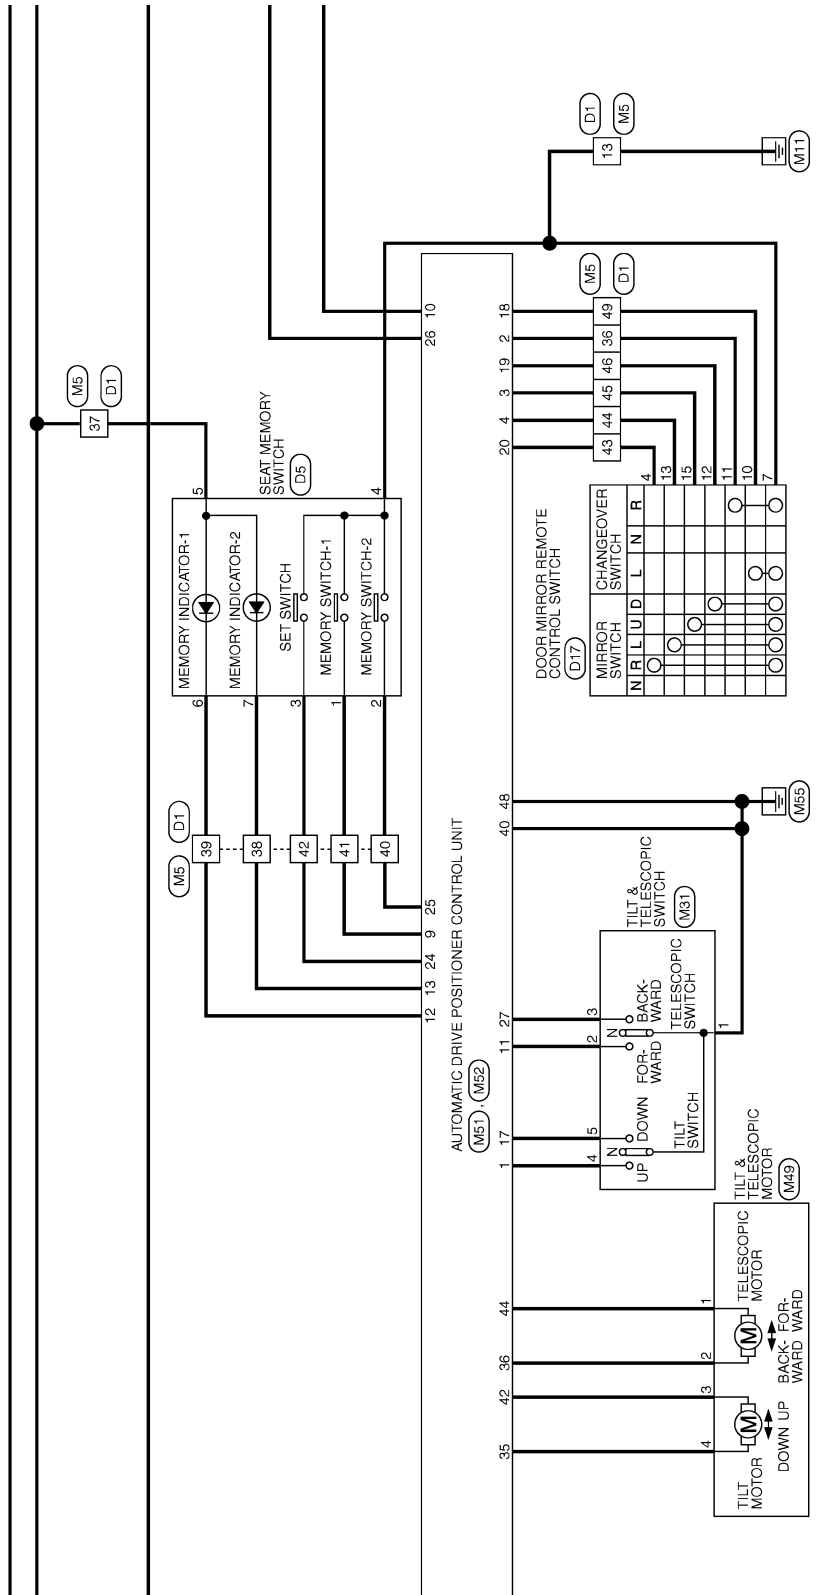 D1
M5
13
M11
M5
D1
10
26
18
2
19
3
4
20
49
36
46
45
44
43
M5
D1
37
SEAT MEMORY
SWITCH
D5
5
4
MEMORY INDICATOR-1
MEMORY INDICATOR-2
SET SWITCH
MEMORY SWITCH-1
MEMORY SWITCH-2
6
7
3
1
2
M5
D1
39
38
42
41
40
25
9
24
13
12
DOOR MIRROR REMOTE
CONTROL SWITCH
D17
4
13
15
12
11
10
7
MIRROR
SWITCH
CHANGEOVER
SWITCH
N R L U D L N R
AUTOMATIC DRIVE POSITIONER CONTROL UNIT
M51 , M52
48
40
M55
TILT &
TELESCOPIC
SWITCH
M31
27
11
17
1
3
2
5
4
1
N
BACK-
WARD
FOR-
WARD
TELESCOPIC
SWITCH
N
DOWN
UP
TILT
SWITCH
TILT &
TELESCOPIC
MOTOR
M49
44
36
42
35
1
2
3
4
TELESCOPIC
MOTOR
M
BACK- FOR-
WARD WARD
M
DOWN UP
TILT
MOTOR